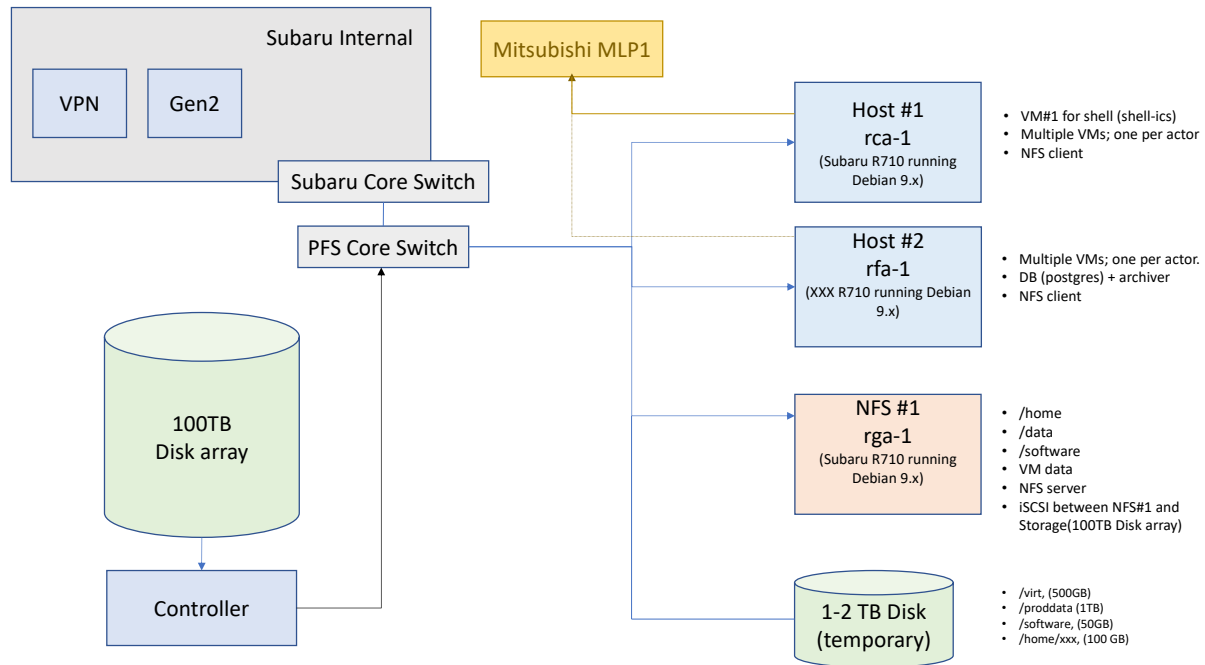 Subaru Internal
VPN
Gen2
Subaru Core Switch
PFS Core Switch
100TB
Disk array
Controller
Mitsubishi MLP1
Host #1
rca-1
(Subaru R710 running
Debian 9.x)
• VM#1 for shell (shell-ics)
• Multiple VMs; one per actor
• NFS client
Host #2
rfa-1
(XXX R710 running Debian
9.x)
• Multiple VMs; one per actor.
• DB (postgres) + archiver
• NFS client
NFS #1
rga-1
(Subaru R710 running
Debian 9.x)
• /home
• /data
• /software
• VM data
• NFS server
• iSCSI between NFS#1 and
Storage(100TB Disk array)
1-2 TB Disk
(temporary)
• /virt, (500GB)
• /proddata (1TB)
• /software, (50GB)
• /home/xxx, (100 GB)